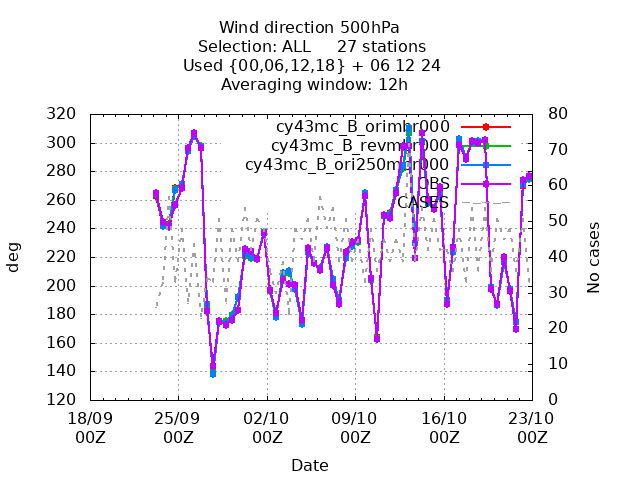 Wind direction 500hPa
Selection: ALL     27 stations
Used {00,06,12,18} + 06 12 24
Averaging window: 12h
cy43mc_B_orimbr000
cy43mc_B_revmbr000
cy43mc_B_ori250mbr000
OBS
CASES
320
300
280
260
240
220
200
180
160
140
120
deg
80
70
60
50
40
30
20
10
0
No cases
18/09 25/09 02/10 09/10 16/10 23/10
00Z 00Z 00Z 00Z 00Z 00Z
Date